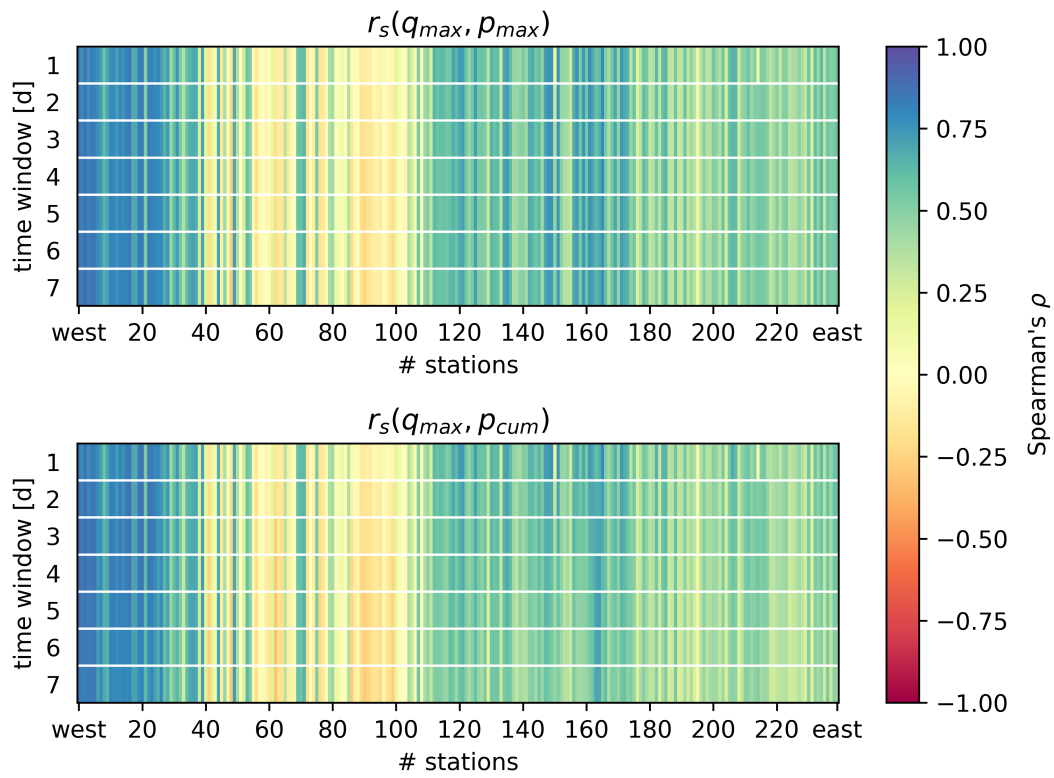 r_s(q_max, p_max)
time window [d]
1
2
3
4
5
6
7
west 20 40 60 80 100 120 140 160 180 200 220 east
# stations
r_s(q_max, p_cum)
time window [d]
1
2
3
4
5
6
7
west 20 40 60 80 100 120 140 160 180 200 220 east
# stations
1.00
0.75
0.50
0.25
0.00
−0.25
−0.50
−0.75
−1.00
Spearman's ρ